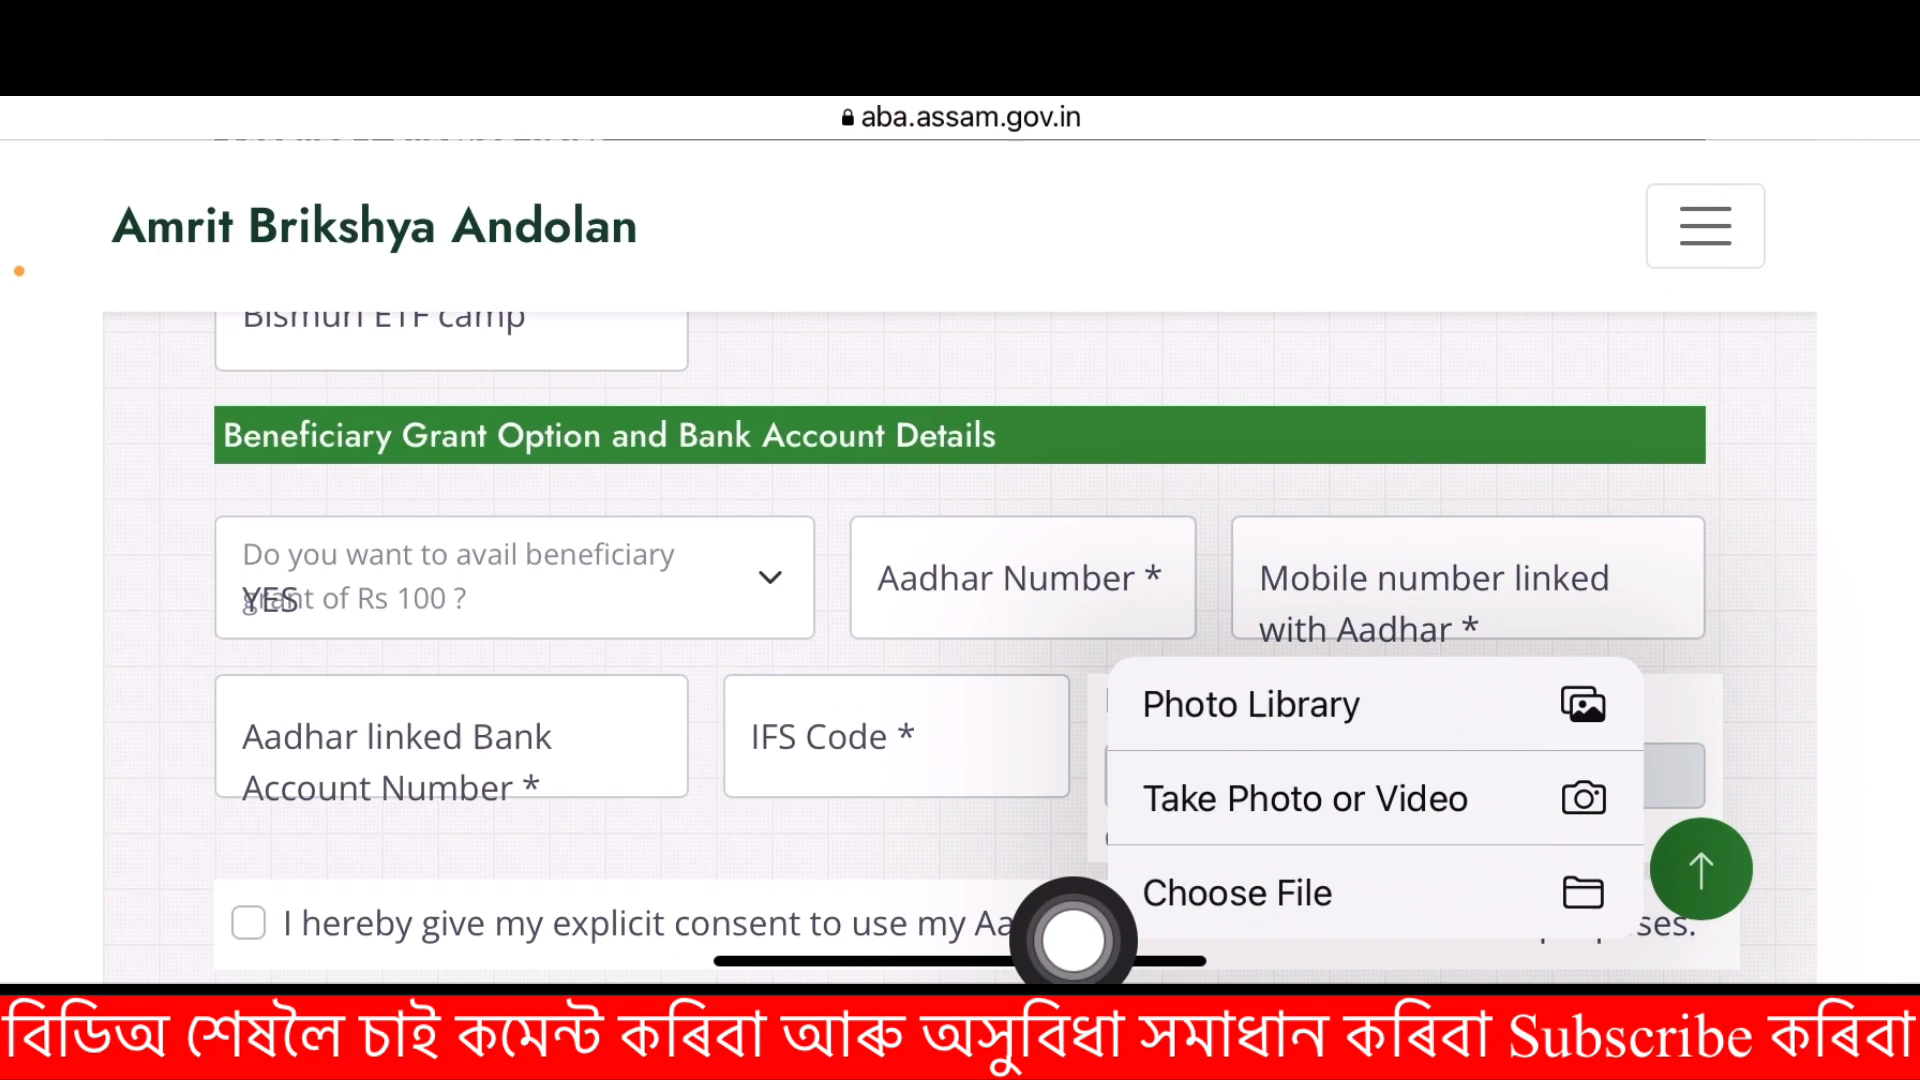 aba.assam.gov.in
Amrit Brikshya Andolan
Bismuri ETF camp
Beneficiary Grant Option and Bank Account Details
Do you want to avail beneficiary
grant of Rs 100 ?
YES
Aadhar Number *
Mobile number linked
with Aadhar *
Aadhar linked Bank
Account Number *
IFS Code *
Photo Library
Take Photo or Video
Choose File
I hereby give my explicit consent to use my
বিডিঅ শেষলৈ চাই কমেন্ট কৰিবা আৰু অসুবিধা সমাধান কৰিবা Subscribe কৰিবা